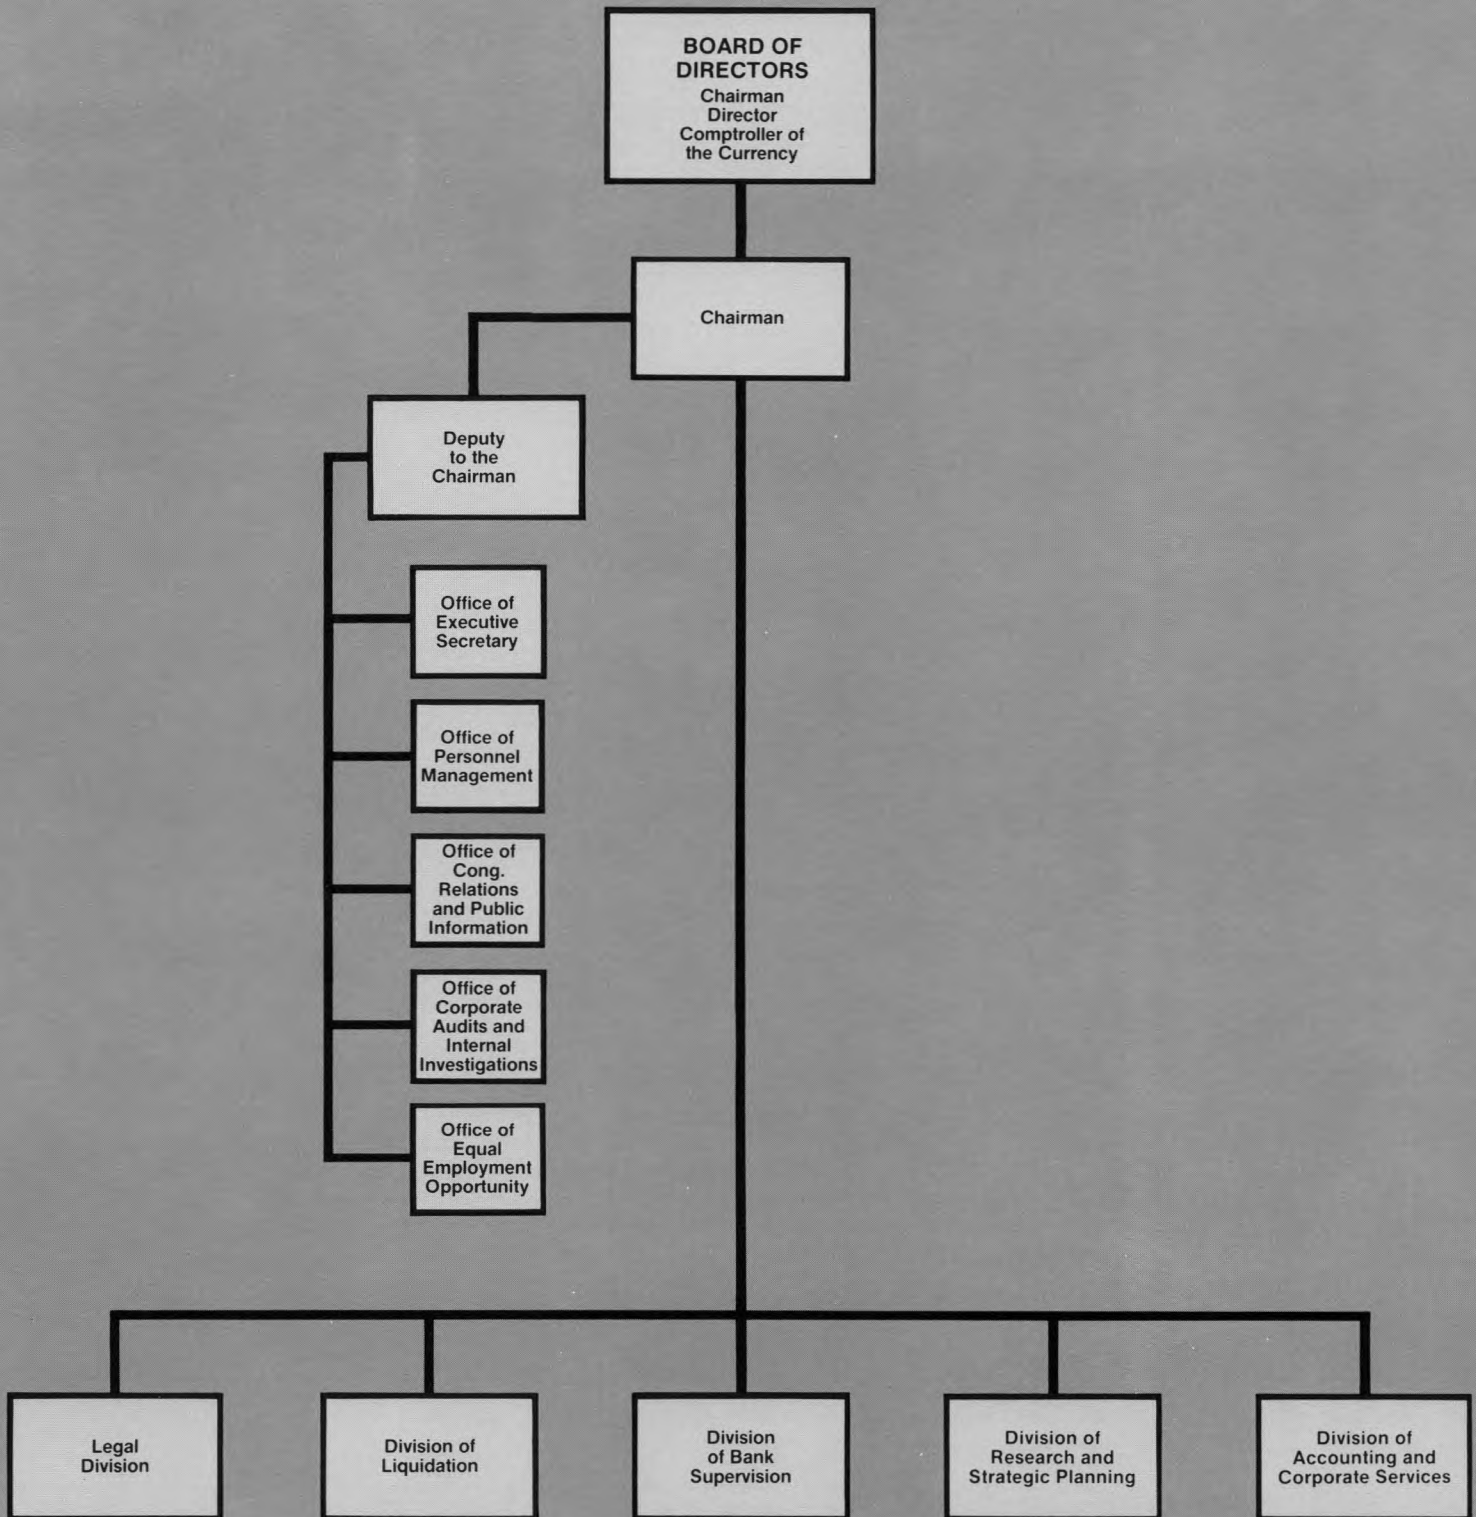 BOARD OF
DIRECTORS
Chairman
Director
Comptroller of
the Currency
Chairman
Deputy
to the
Chairman
Office of
Executive
Secretary
Office of
Personnel
Management
Office of
Cong.
Relations
and Public
Information
Office of
Corporate
Audits and
Internal
Investigations
Office of
Equal
Employment
Opportunity
Legal
Division
Division of
Liquidation
Division
of Bank
Supervision
Division of
Research and
Strategic Planning
Division of
Accounting and
Corporate Services